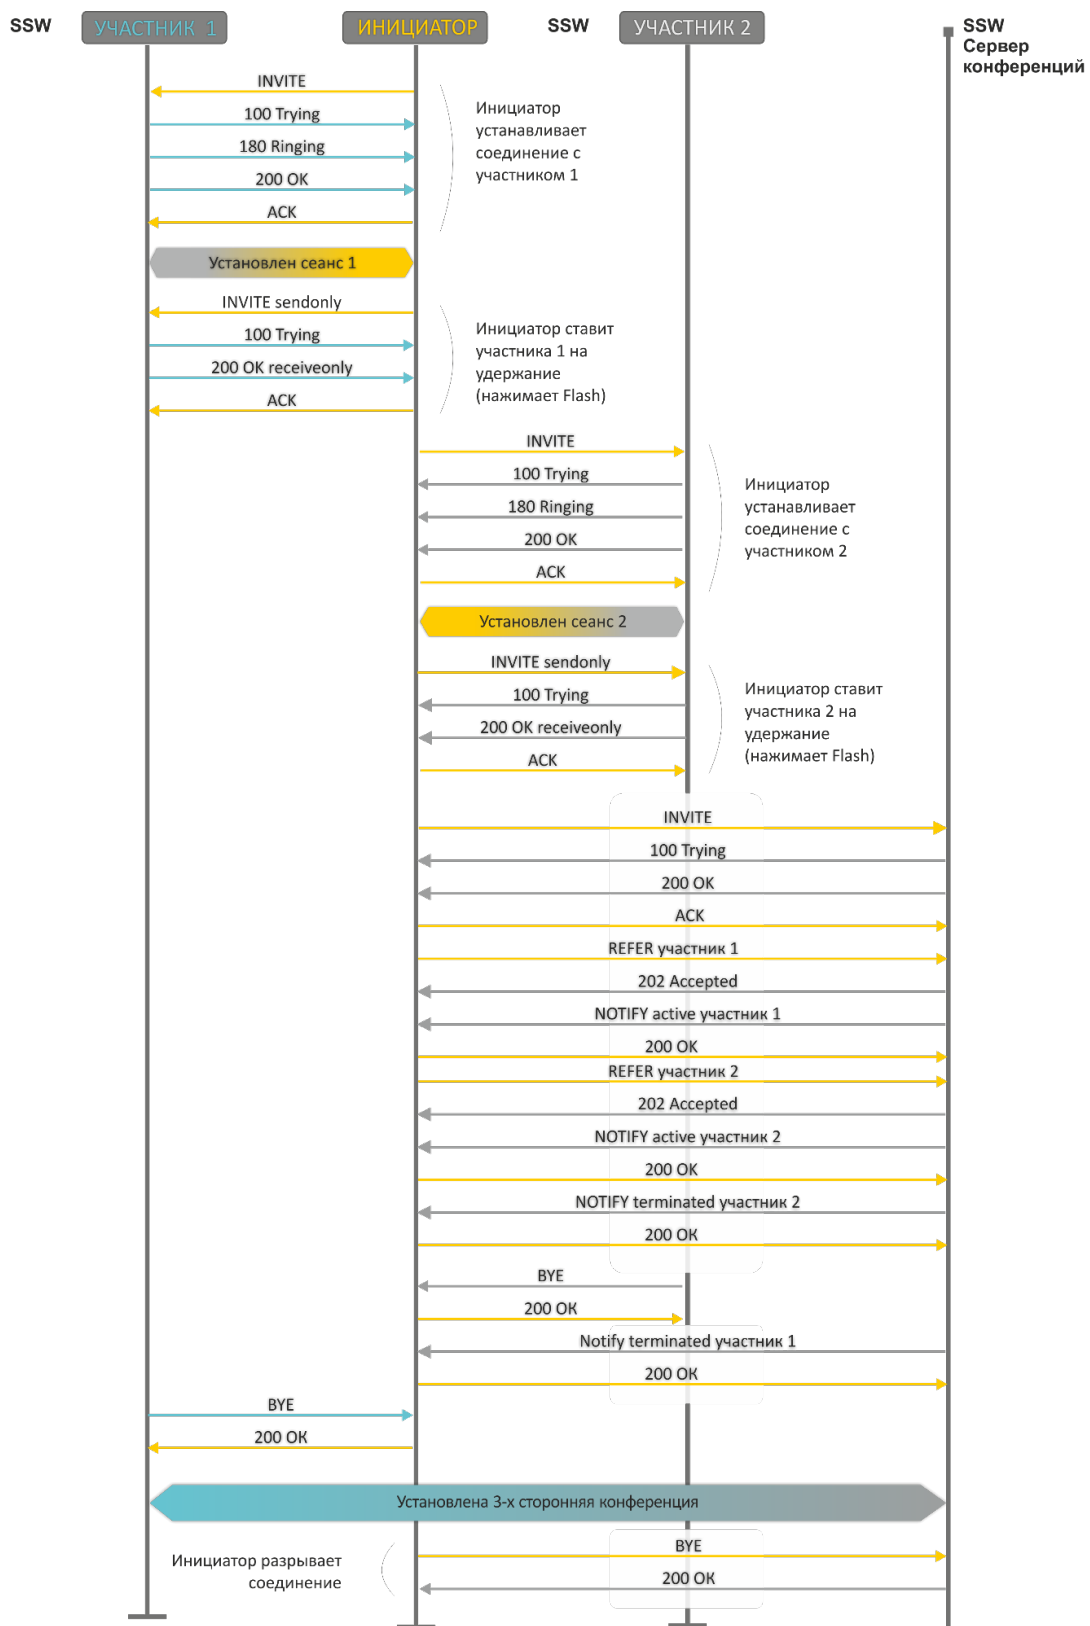 SSW
УЧАСТНИК 1
ИНИЦИАТОР
SSW
УЧАСТНИК 2
SSW
Сервер
конференций
INVITE
100 Trying
180 Ringing
200 OK
ACK
Инициатор
устанавливает
соединение с
участником 1
Установлен сеанс 1
INVITE sendonly
100 Trying
200 OK receiveonly
ACK
Инициатор ставит
участника 1 на
удержание
(нажимает Flash)
INVITE
100 Trying
180 Ringing
200 OK
ACK
Инициатор
устанавливает
соединение с
участником 2
Установлен сеанс 2
INVITE sendonly
100 Trying
200 OK receiveonly
ACK
Инициатор ставит
участника 2 на
удержание
(нажимает Flash)
INVITE
100 Trying
200 OK
ACK
REFER участник 1
202 Accepted
NOTIFY active участник 1
200 OK
REFER участник 2
202 Accepted
NOTIFY active участник 2
200 OK
NOTIFY terminated участник 2
200 OK
BYE
200 OK
Notify terminated участник 1
200 OK
BYE
200 OK
Установлена 3-х сторонняя конференция
Инициатор разрывает
соединение
BYE
200 OK